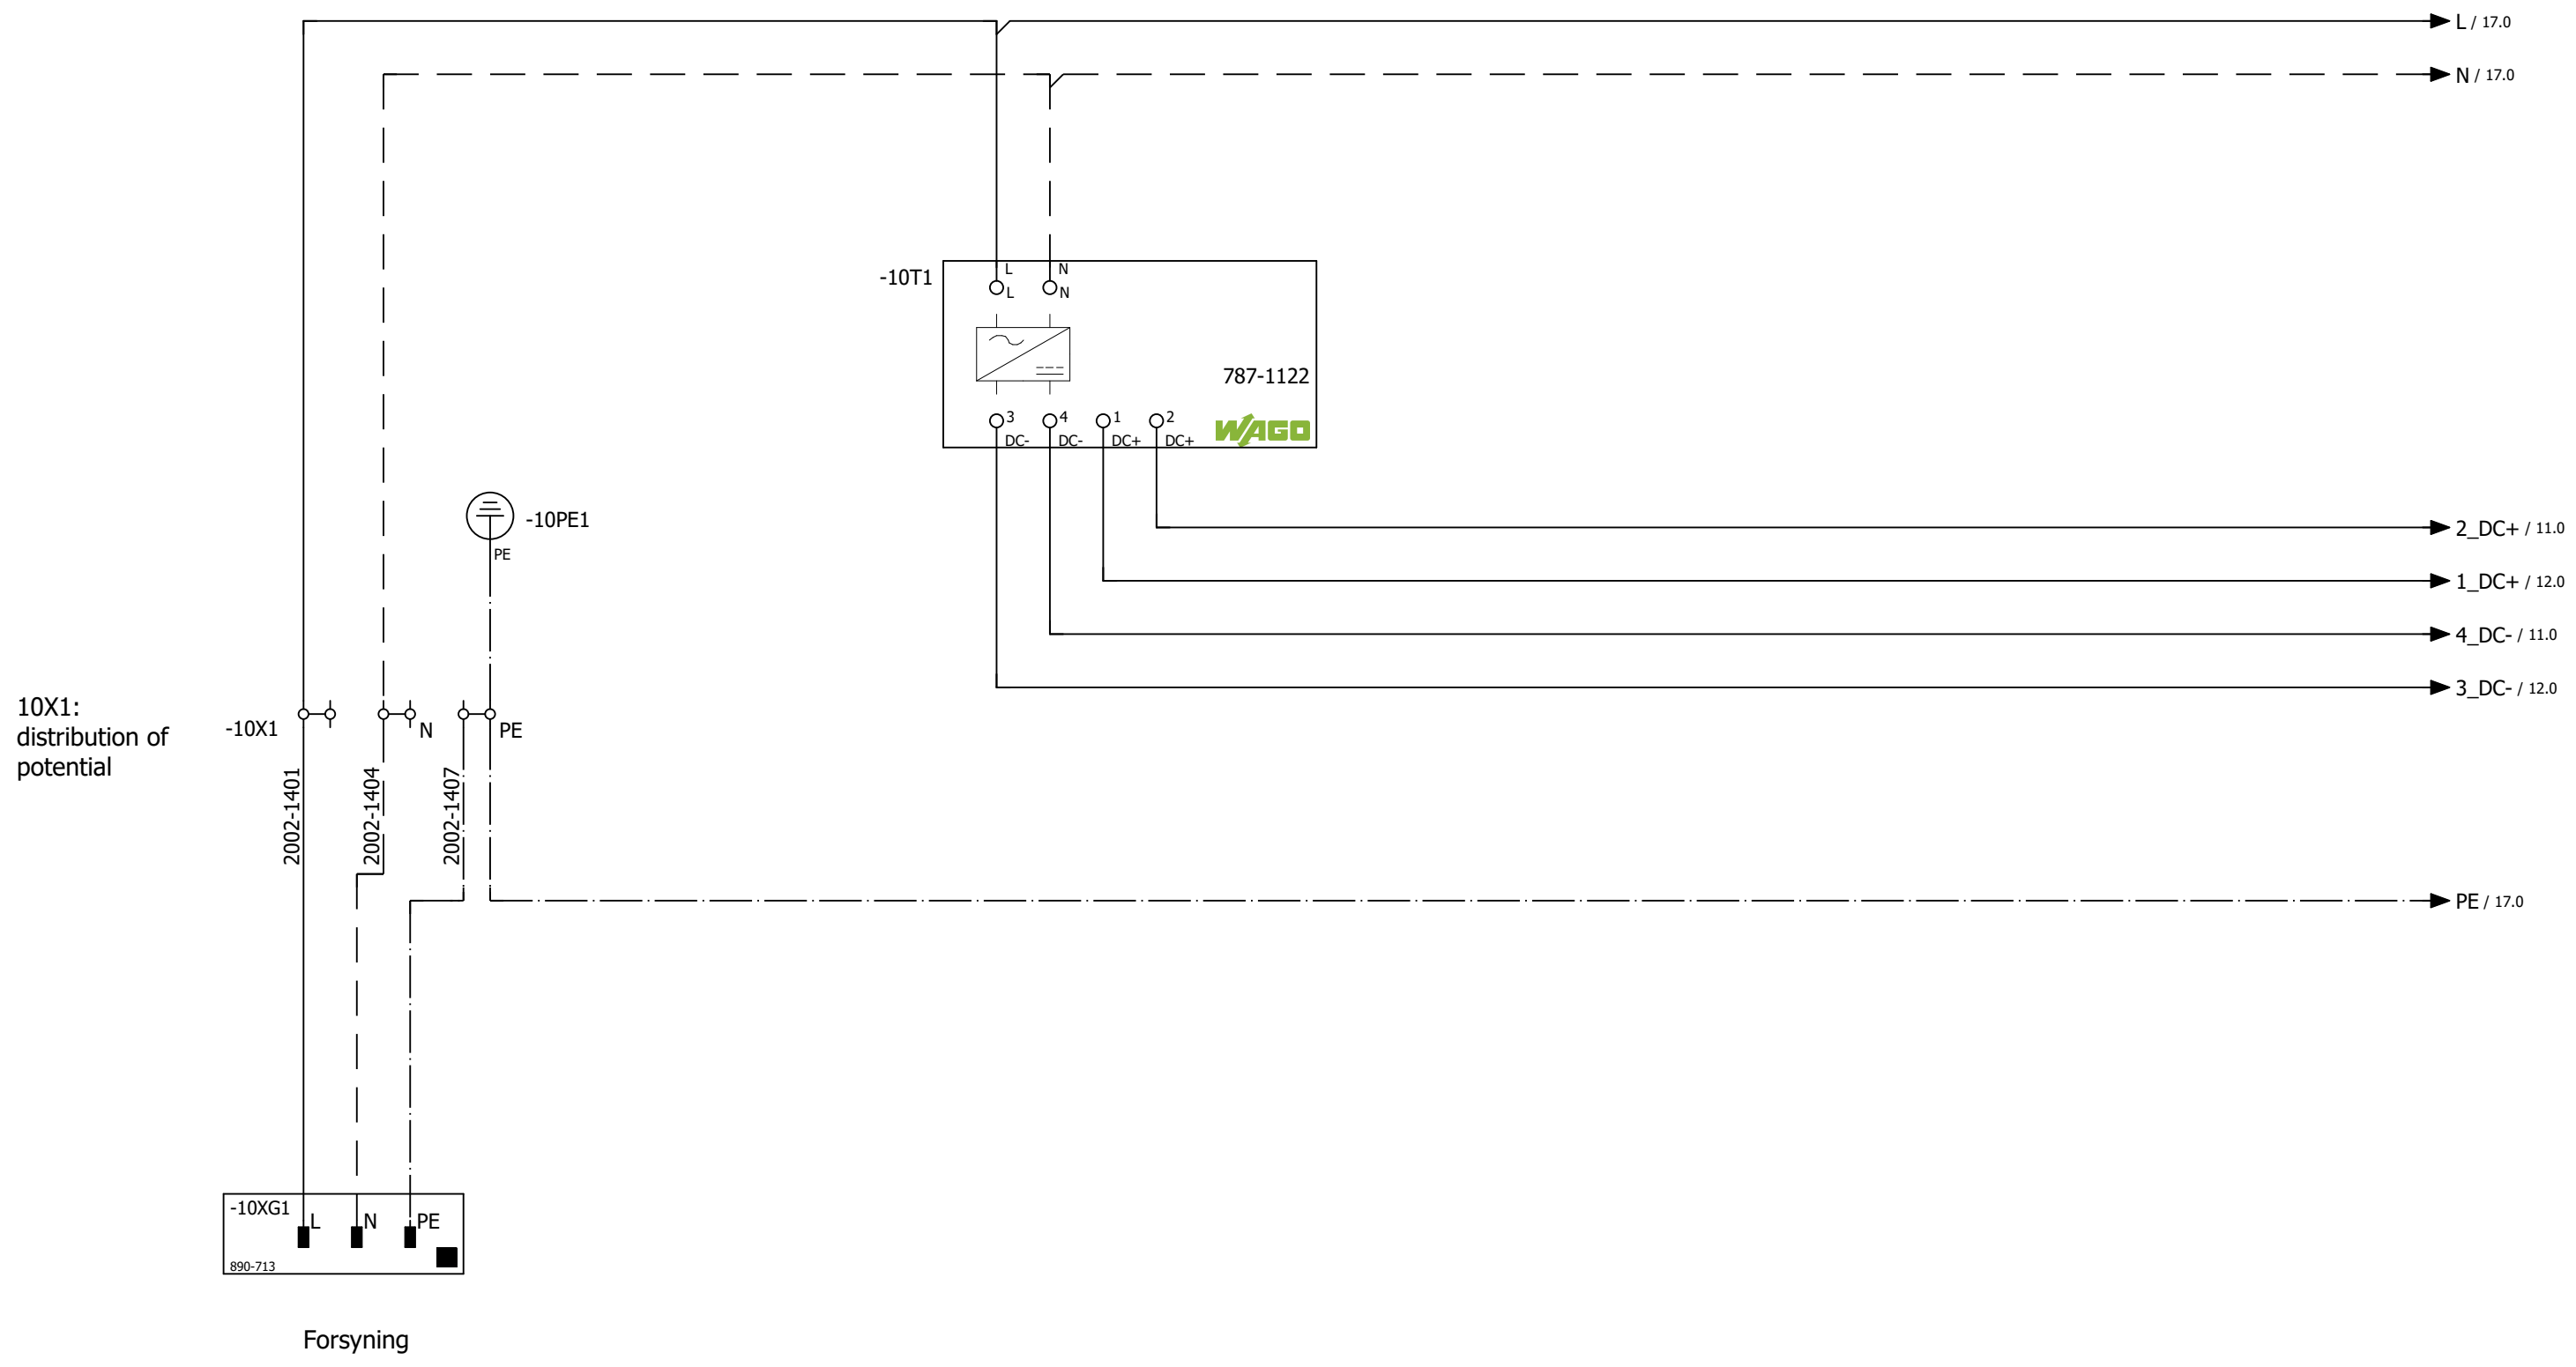 L / 17.0
N / 17.0
-10T1
L
N
L
N
787-1122
3
4
1
2
DC-
DC-
DC+
DC+
WAGO
-10PE1
PE
2_DC+ / 11.0
1_DC+ / 12.0
4_DC- / 11.0
3_DC- / 12.0
10X1:
distribution of
potential
-10X1
N
PE
2002-1401
2002-1404
2002-1407
PE / 17.0
-10XG1
L
N
PE
890-713
Forsyning